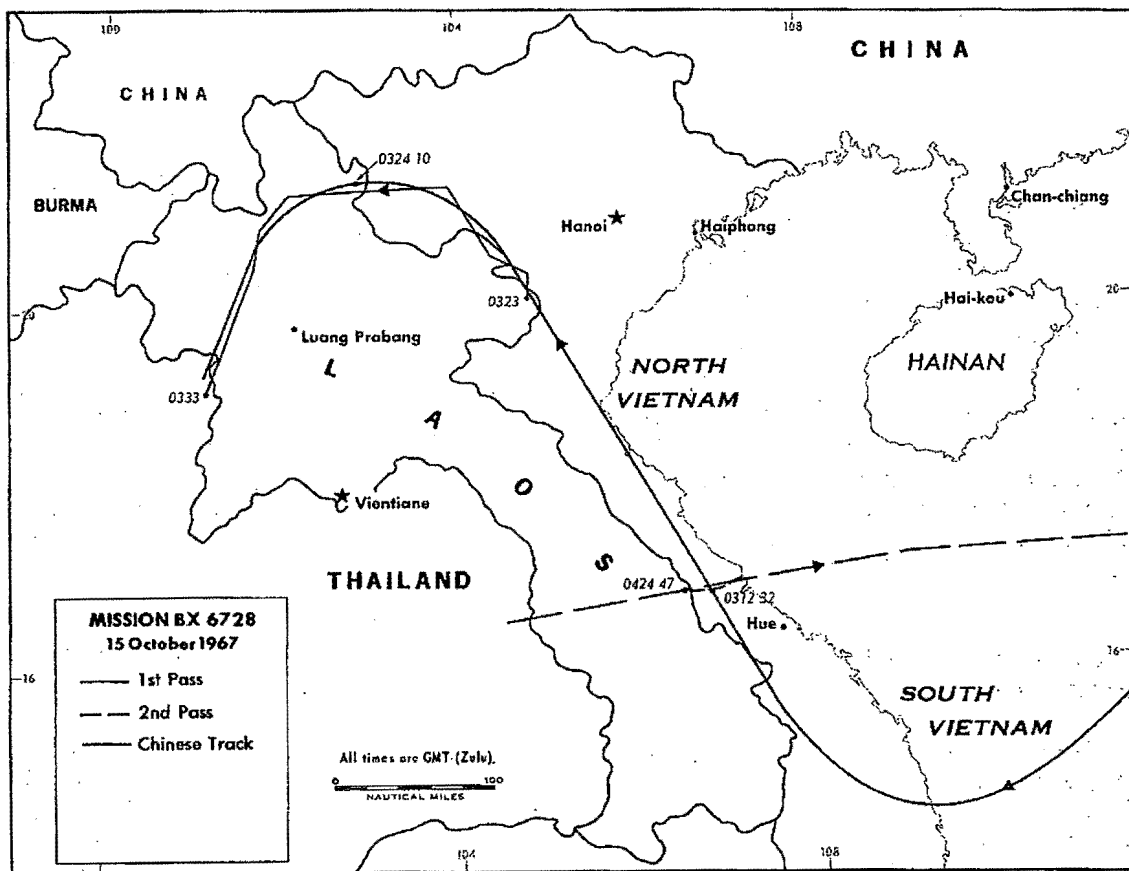 100 104 108
CHINA
CHINA
0324 10
BURMA
Chan-chiang
Hanoi
Haiphong
0323
Hai-kou
20
20
Luang Prabang
L
A
O
S
NORTH
VIETNAM
HAINAN
0333
Vientiane
THAILAND
0424 47
0312 32
Hue
MISSION BX 6728
15 October 1967
1st Pass
2nd Pass
Chinese Track
16
16
SOUTH
VIETNAM
All times are GMT (Zulu).
0 100
NAUTICAL MILES
104 108